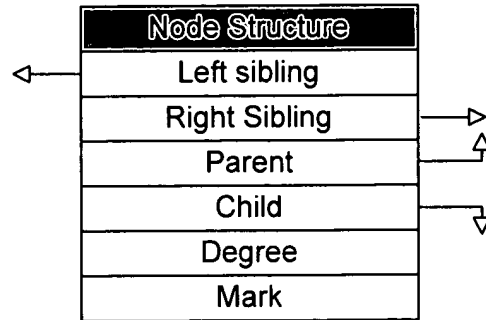 Node Structure
Left sibling
Right Sibling
Parent
Child
Degree
Mark